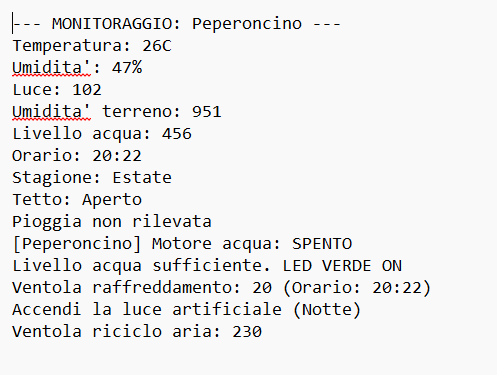 --- MONITORAGGIO: Peperoncino ---
Temperatura: 26C
Umidita': 47%
Luce: 102
Umidita' terreno: 951
Livello acqua: 456
Orario: 20:22
Stagione: Estate
Tetto: Aperto
Pioggia non rilevata
[Peperoncino] Motore acqua: SPENTO
Livello acqua sufficiente. LED VERDE ON
Ventola raffreddamento: 20 (Orario: 20:22)
Accendi la luce artificiale (Notte)
Ventola riciclo aria: 230